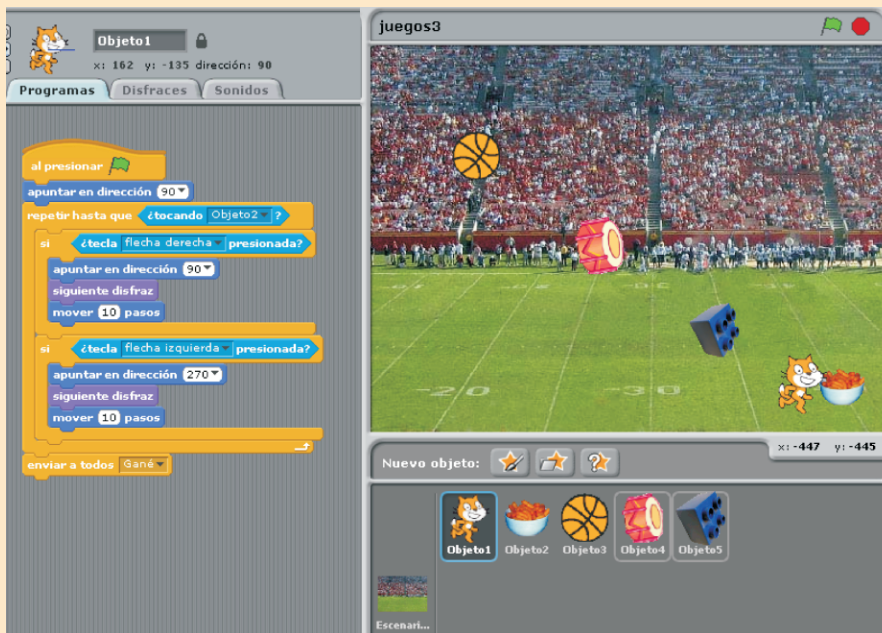 Objeto1
x: 162 y: -135 dirección: 90
Programas Disfraces Sonidos
al presionar
apuntar en dirección 90
repetir hasta que ¿tocando Objeto2 ?
si ¿tecla flecha derecha presionada?
apuntar en dirección 90
siguiente disfraz
mover 10 pasos
si ¿tecla flecha izquierda presionada?
apuntar en dirección 270
siguiente disfraz
mover 10 pasos
enviar a todos Gané
juegos3
-20 -30
x: -447 y: -445
Nuevo objeto:
Objeto1 Objeto2 Objeto3 Objeto4 Objeto5
Escenari...